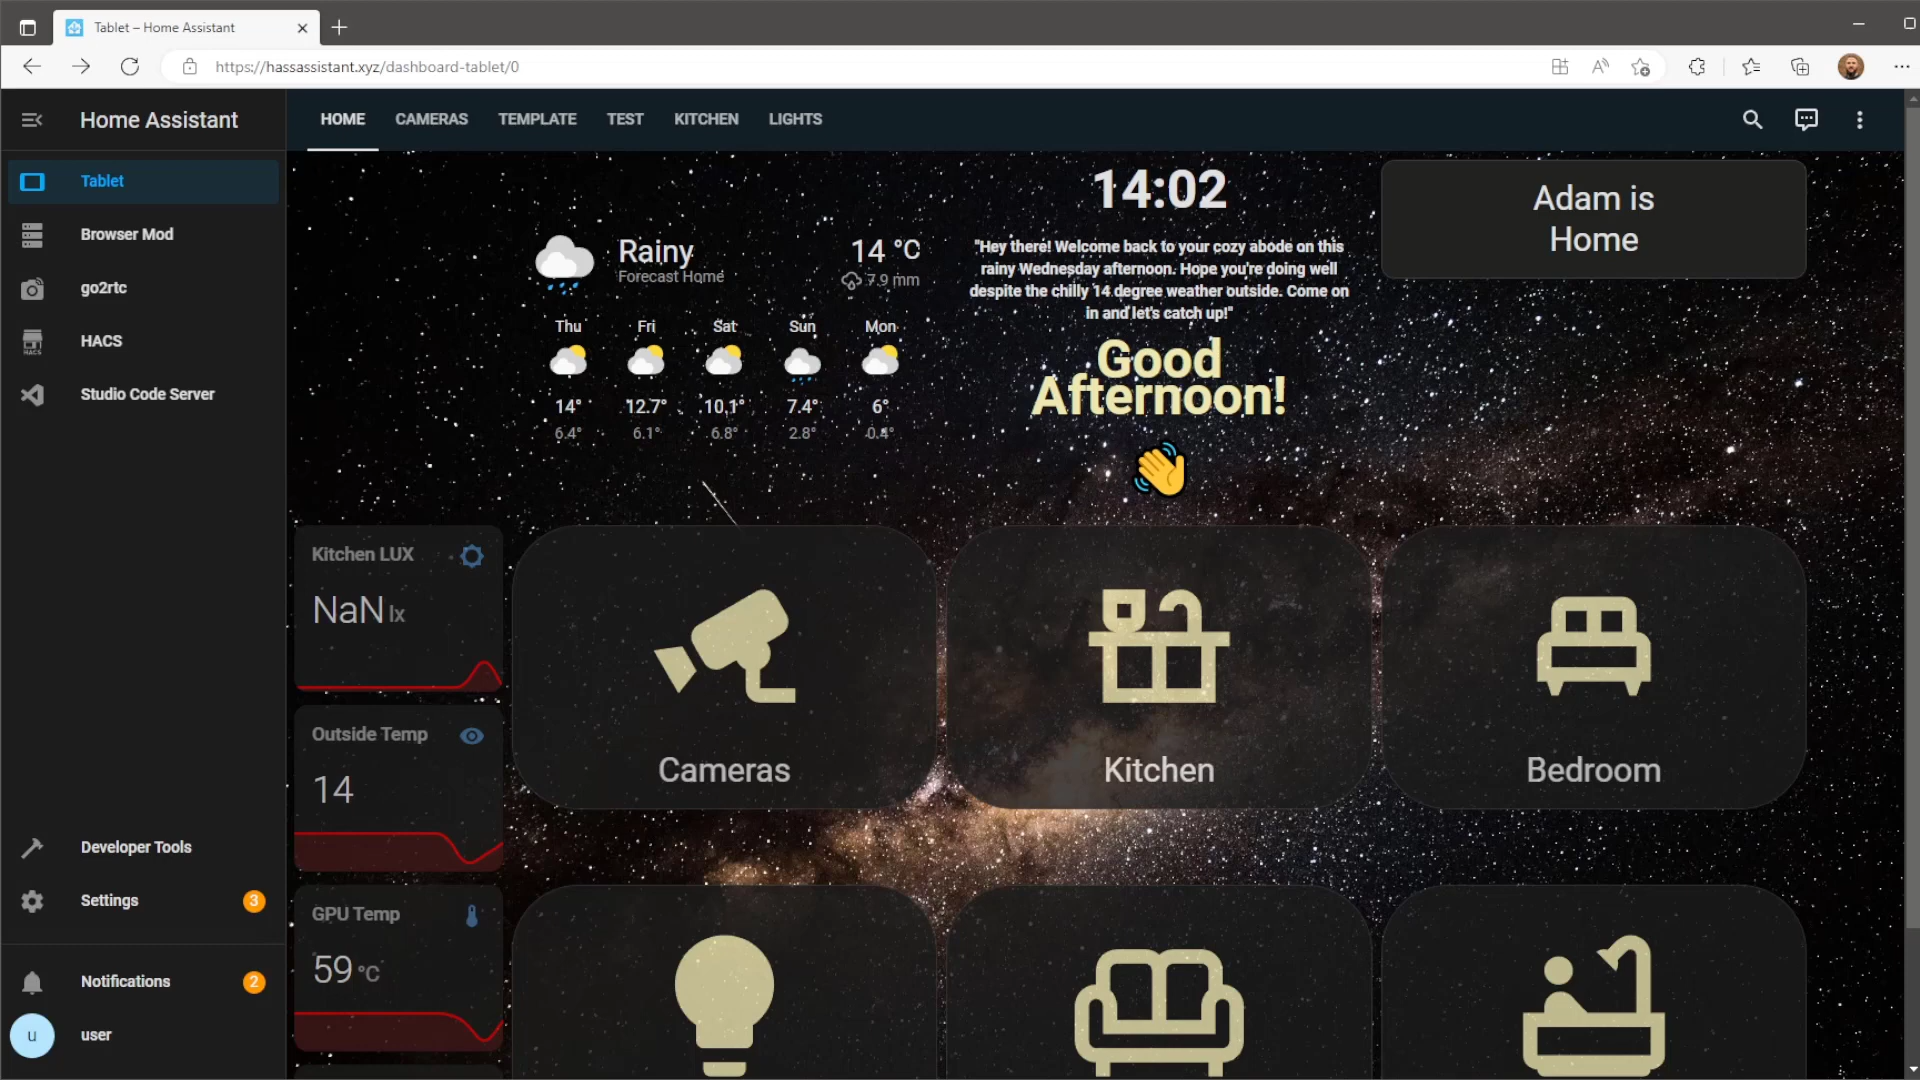 Tablet – Home Assistant
https://hassassistant.xyz/dashboard-tablet/0
Home Assistant
HOME CAMERAS TEMPLATE TEST KITCHEN LIGHTS
Tablet
Browser Mod
go2rtc
HACS
HACS
Studio Code Server
Developer Tools
Settings 3
Notifications 2
u user
Rainy 14 °C
Forecast Home 7.9 mm
Thu Fri Sat Sun Mon
14° 12.7° 10.1° 7.4° 6°
6.4° 6.1° 6.8° 2.8° -0.4°
14:02
"Hey there! Welcome back to your cozy abode on this
rainy Wednesday afternoon. Hope you're doing well
despite the chilly 14 degree weather outside. Come on
in and let's catch up!"
Good
Afternoon!
Adam is
Home
Kitchen LUX
NaN lx
Outside Temp
14
GPU Temp
59 °C
Cameras
Kitchen
Bedroom